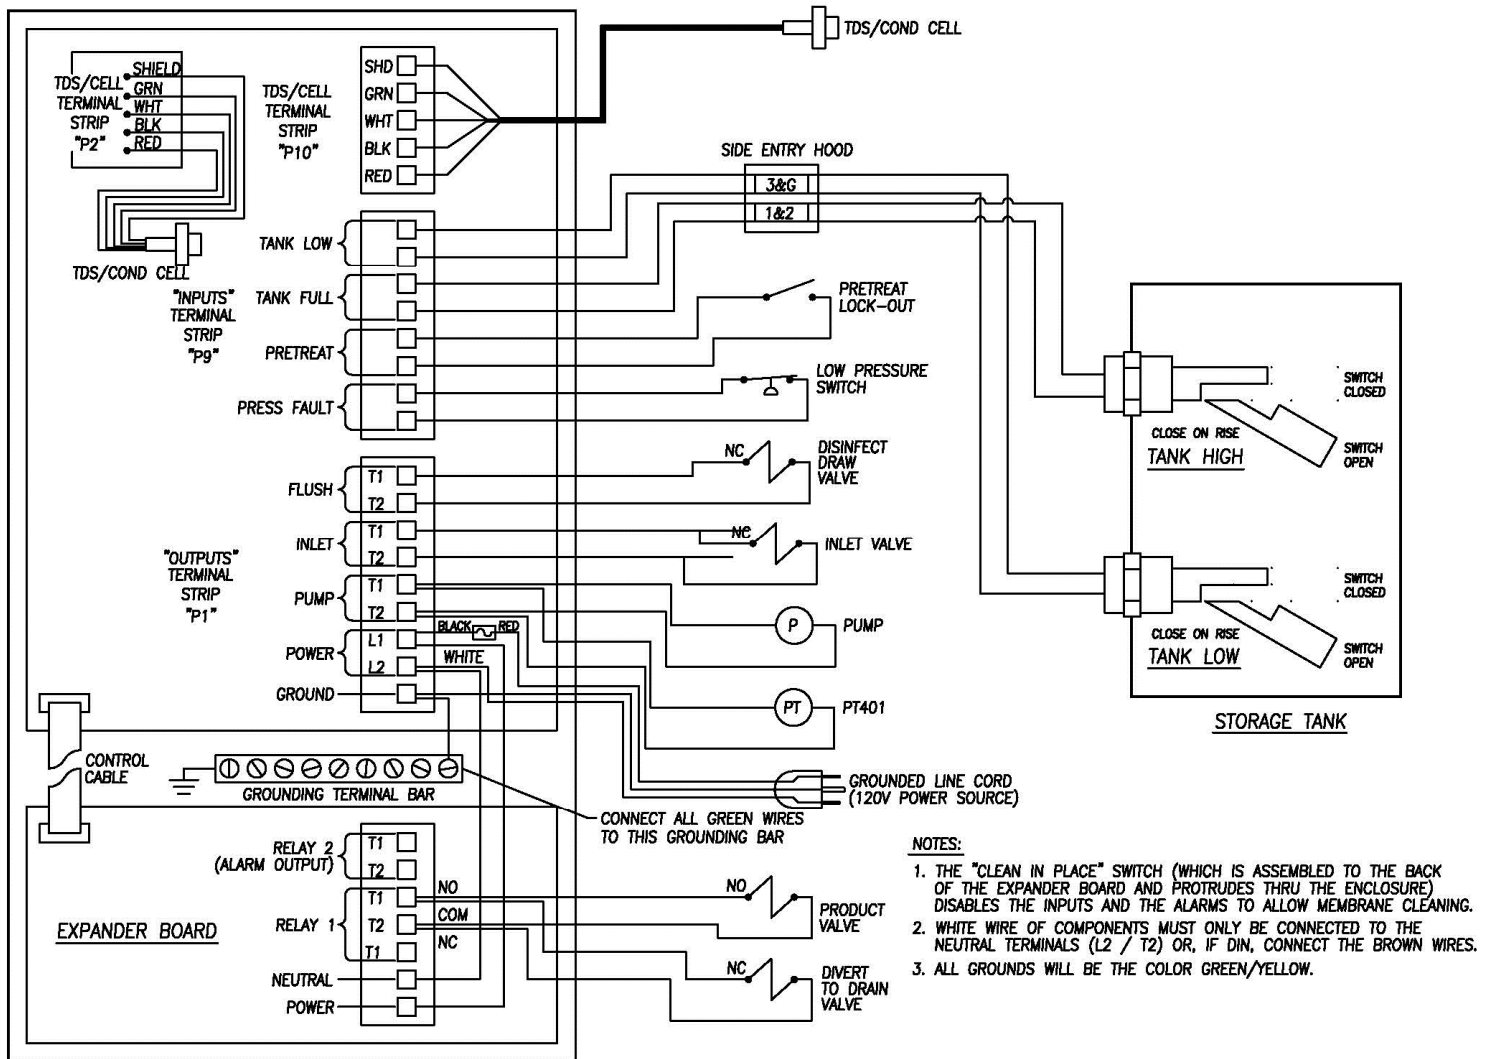 TDS/COND CELL
SHIELD
GRN
WHT
BLK
RED
TDS/CELL
TERMINAL
STRIP
"P2"
TDS/COND CELL
TDS/CELL
TERMINAL
STRIP
"P10"
SHD
GRN
WHT
BLK
RED
SIDE ENTRY HOOD
3&G
1&2
"INPUTS"
TERMINAL
STRIP
"P9"
TANK LOW
TANK FULL
PRETREAT
PRESS FAULT
PRETREAT
LOCK-OUT
LOW PRESSURE
SWITCH
SWITCH
CLOSED
CLOSE ON RISE
TANK HIGH
SWITCH
OPEN
SWITCH
CLOSED
CLOSE ON RISE
TANK LOW
SWITCH
OPEN
STORAGE TANK
"OUTPUTS"
TERMINAL
STRIP
"P1"
FLUSH
T1
T2
INLET
T1
T2
PUMP
T1
T2
POWER
L1
L2
GROUND
BLACK
RED
WHITE
NC
DISINFECT
DRAW
VALVE
NC
INLET VALVE
P
PUMP
PT
PT401
GROUNDED LINE CORD
(120V POWER SOURCE)
CONTROL
CABLE
GROUNDING TERMINAL BAR
CONNECT ALL GREEN WIRES
TO THIS GROUNDING BAR
EXPANDER BOARD
RELAY 2
(ALARM OUTPUT)
T1
T2
RELAY 1
T1
T2
T1
NEUTRAL
POWER
NO
COM
NC
NO
PRODUCT
VALVE
NC
DIVERT
TO DRAIN
VALVE
NOTES:
1. THE "CLEAN IN PLACE" SWITCH (WHICH IS ASSEMBLED TO THE BACK
OF THE EXPANDER BOARD AND PROTRUDES THRU THE ENCLOSURE)
DISABLES THE INPUTS AND THE ALARMS TO ALLOW MEMBRANE CLEANING.
2. WHITE WIRE OF COMPONENTS MUST ONLY BE CONNECTED TO THE
NEUTRAL TERMINALS (L2 / T2) OR, IF DIN, CONNECT THE BROWN WIRES.
3. ALL GROUNDS WILL BE THE COLOR GREEN/YELLOW.